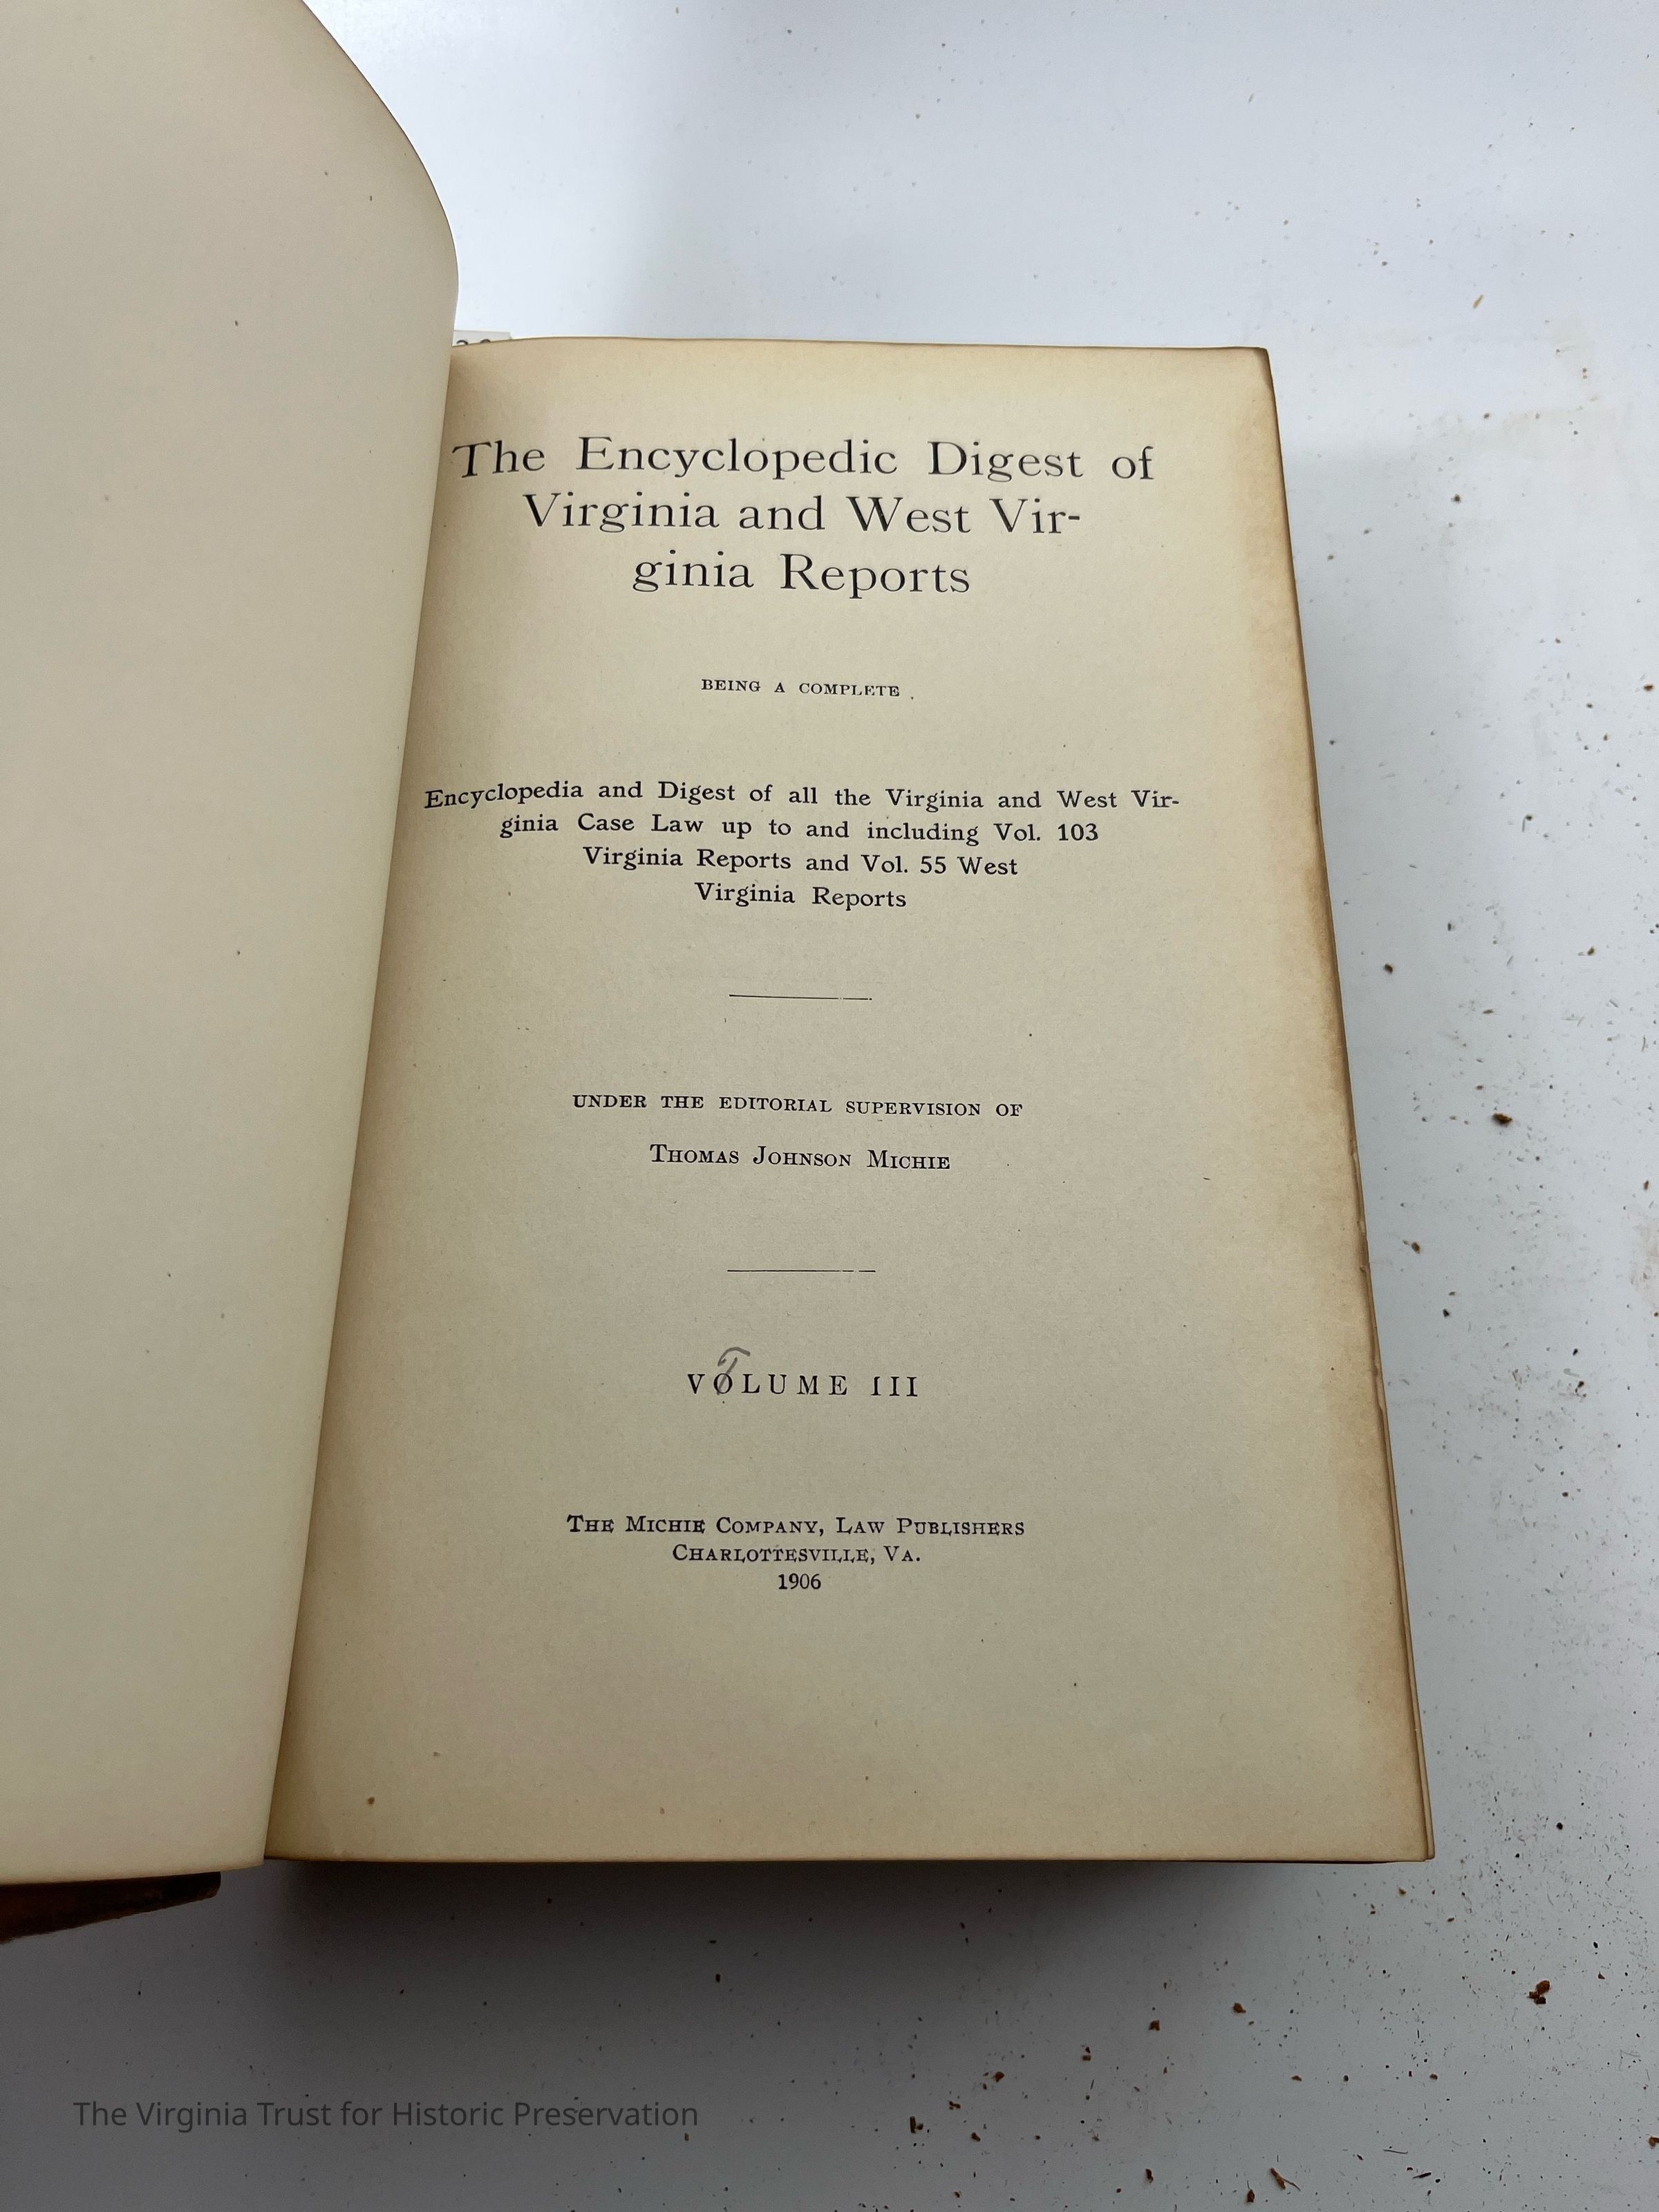 The Encyclopedic Digest of
Virginia and West Vir-
ginia Reports
BEING A COMPLETE
Encyclopedia and Digest of all the Virginia and West Vir-
ginia Case Law up to and including Vol. 103
Virginia Reports and Vol. 55 West
Virginia Reports
UNDER THE EDITORIAL SUPERVISION OF
THOMAS JOHNSON MICHIE
VOLUME III
THE MICHIE COMPANY, LAW PUBLISHERS
CHARLOTTESVILLE, VA.
1906
The Virginia Trust for Historic Preservation